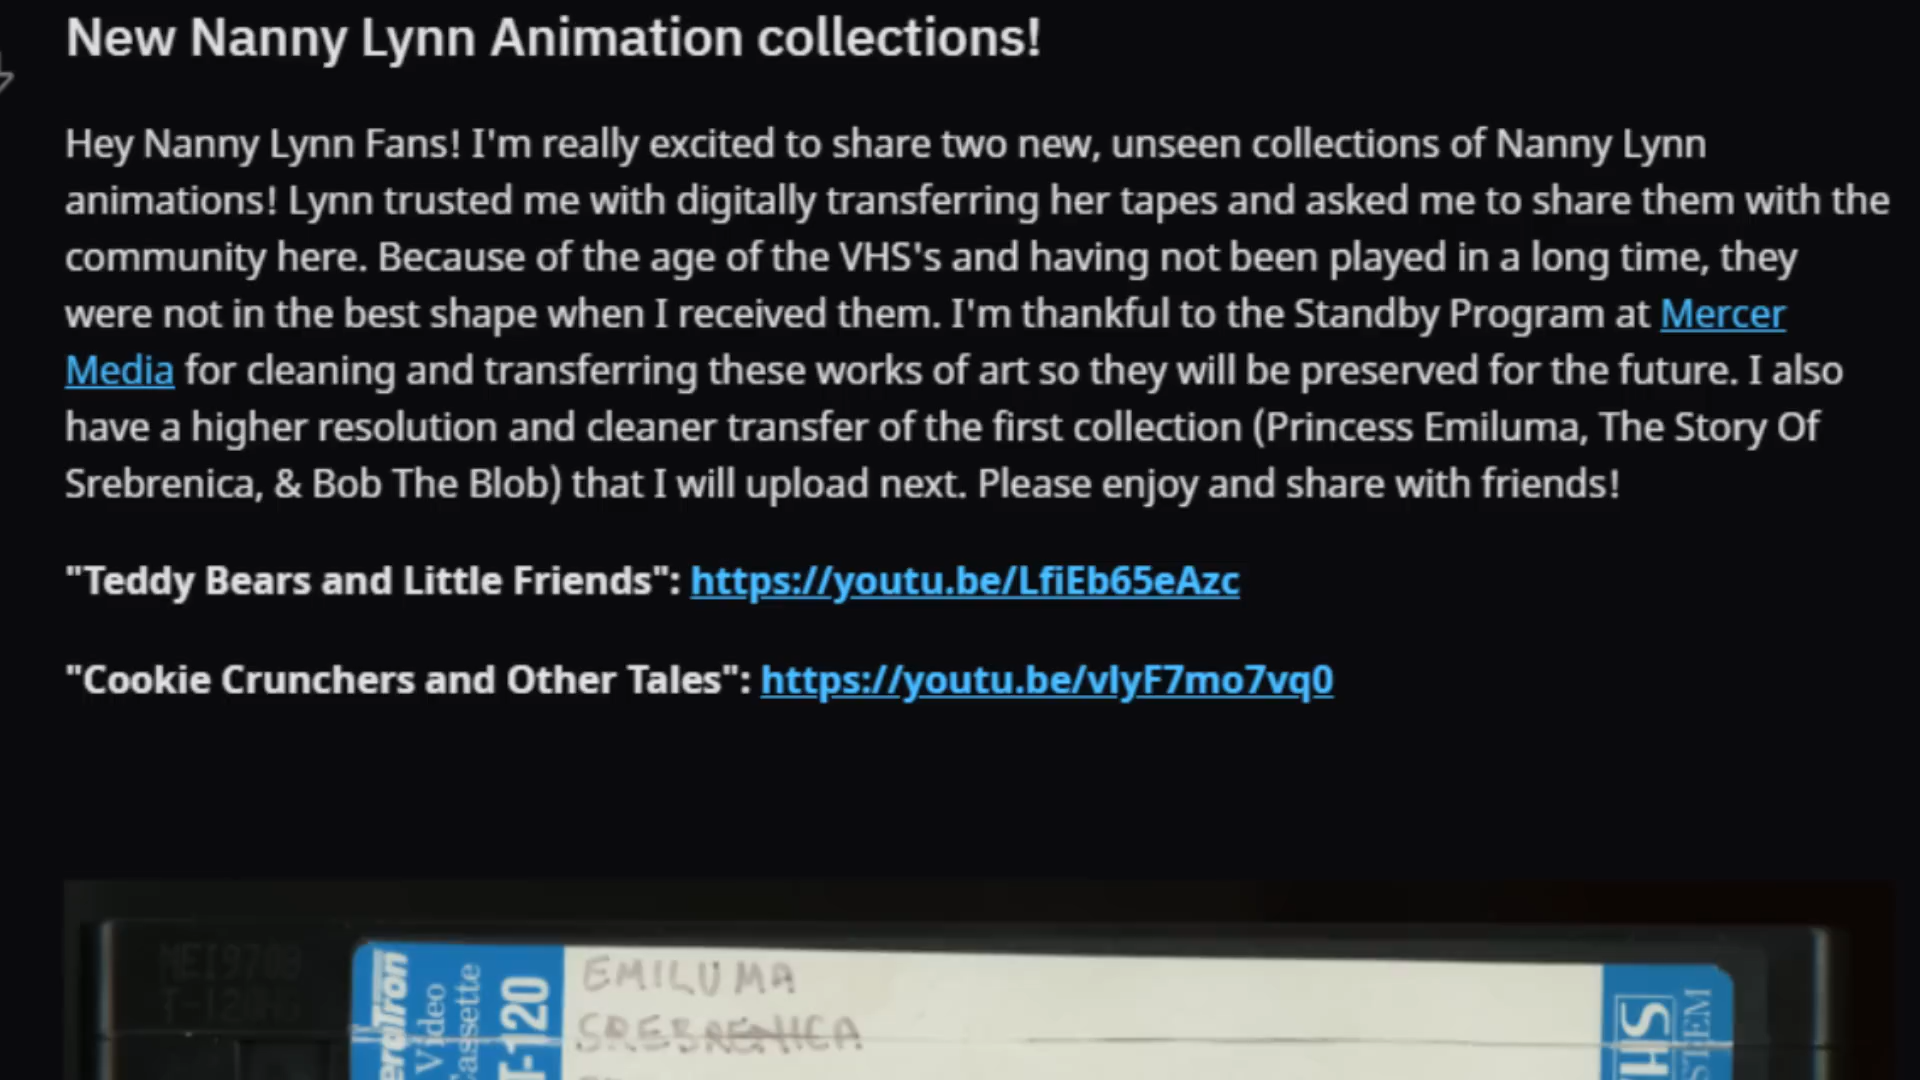 New Nanny Lynn Animation collections!
Hey Nanny Lynn Fans! I'm really excited to share two new, unseen collections of Nanny Lynn
animations! Lynn trusted me with digitally transferring her tapes and asked me to share them with the
community here. Because of the age of the VHS's and having not been played in a long time, they
were not in the best shape when I received them. I'm thankful to the Standby Program at Mercer
Media for cleaning and transferring these works of art so they will be preserved for the future. I also
have a higher resolution and cleaner transfer of the first collection (Princess Emiluma, The Story Of
Srebrenica, & Bob The Blob) that I will upload next. Please enjoy and share with friends!
"Teddy Bears and Little Friends": https://youtu.be/LfiEb65eAzc
"Cookie Crunchers and Other Tales": https://youtu.be/vlyF7mo7vq0
Video
T-120
EMILUMA
SREBRENICA
VHS